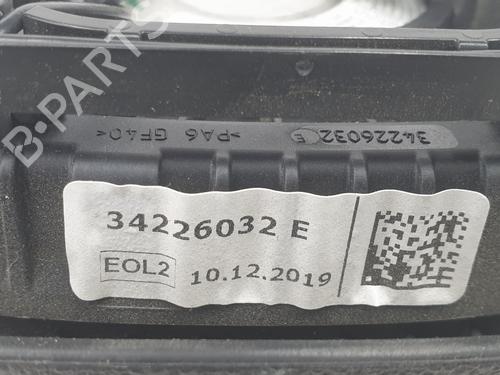 B-PARTS
>PA6 GF40<
34226032 E
34226032 E
EOL2
10.12.2019